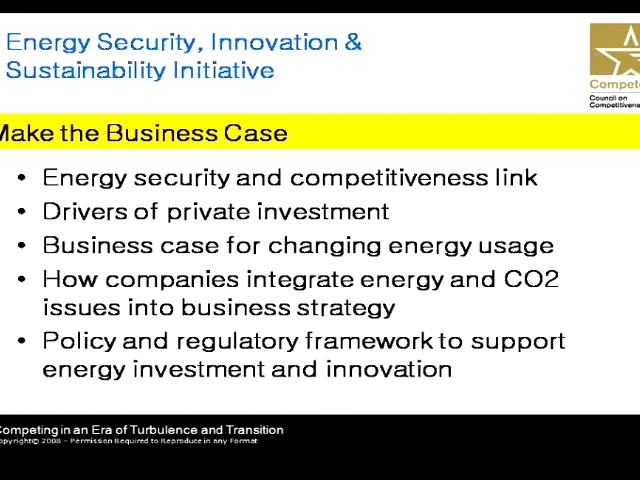 Energy Security, Innovation &
Sustainability Initiative
Compete
Council on
Competitivenes
Make the Business Case
• Energy security and competitiveness link
• Drivers of private investment
• Business case for changing energy usage
• How companies integrate energy and CO2
issues into business strategy
• Policy and regulatory framework to support
energy investment and innovation
Competing in an Era of Turbulence and Transition
opyright© 2008 – Permission Required to Reproduce in any Format